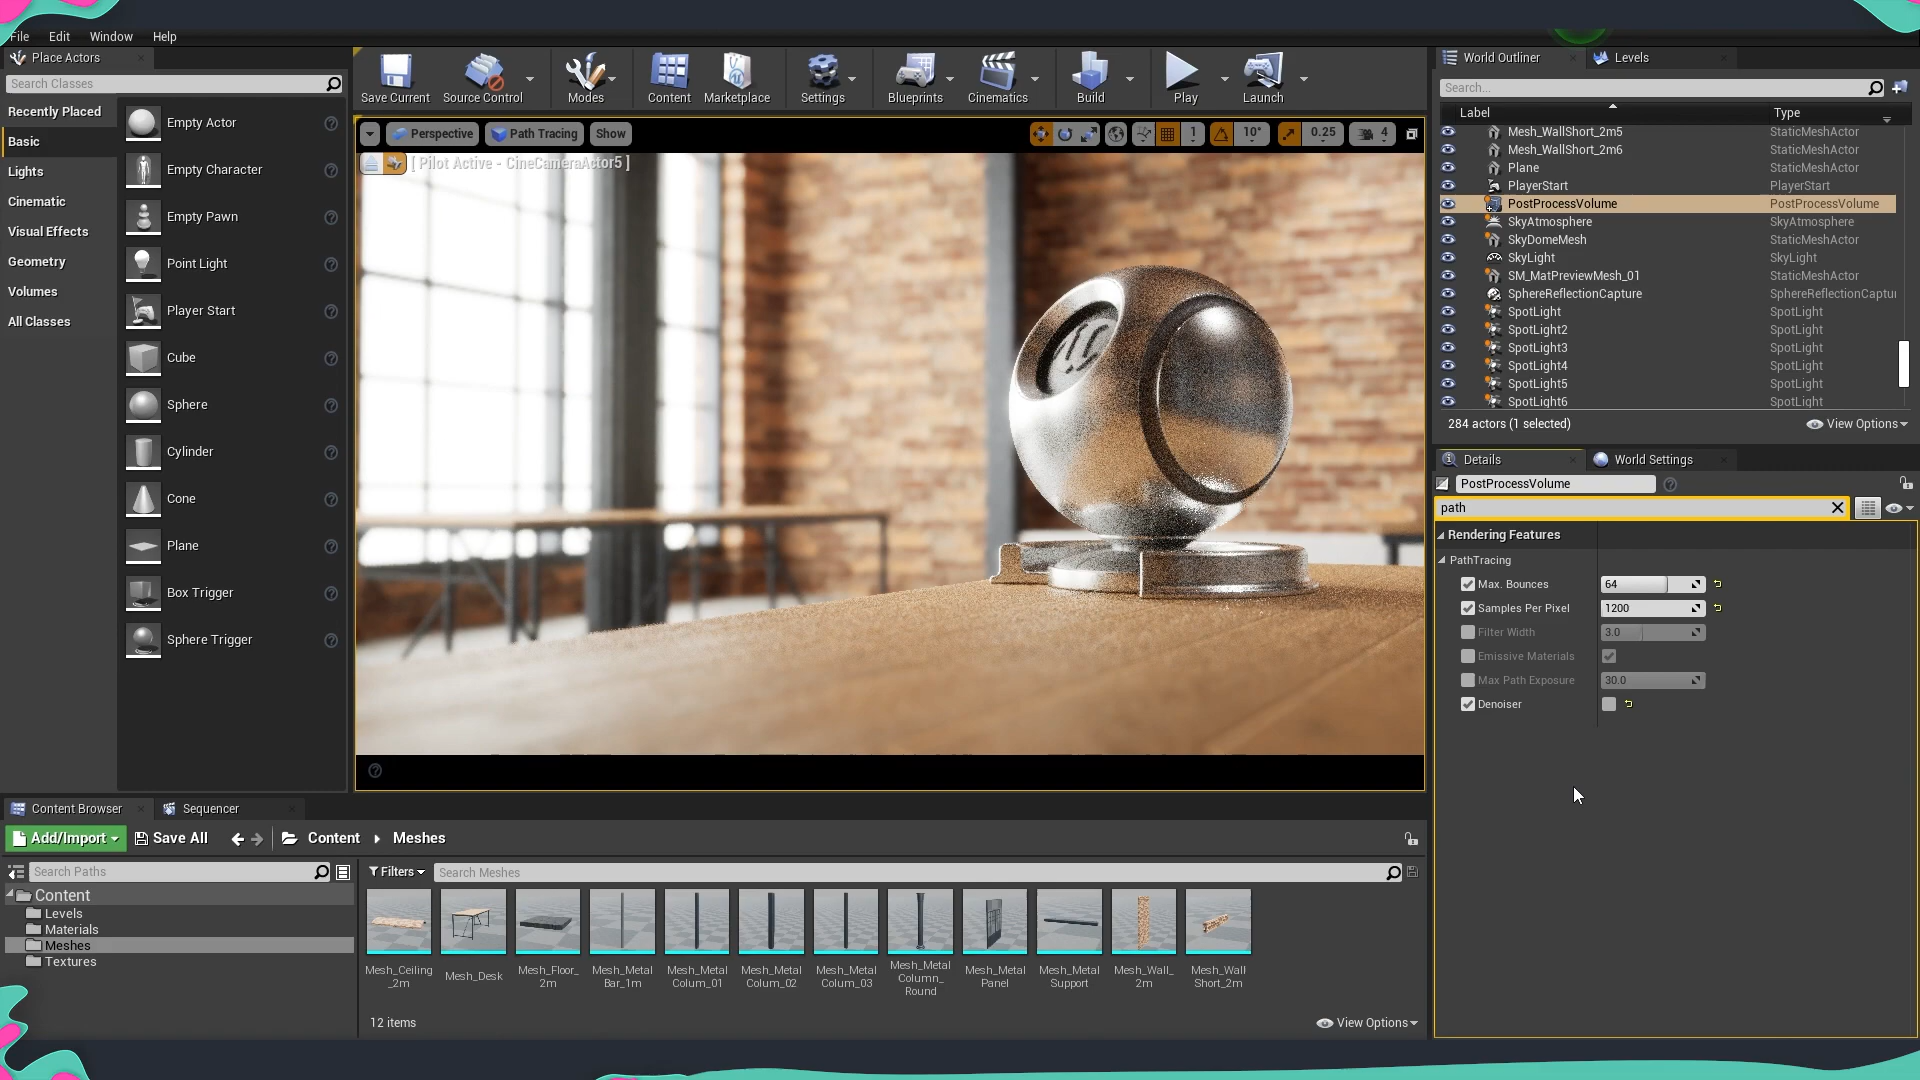 File Edit Window Help
Place Actors
Search Classes
Recently Placed
Basic
Lights
Cinematic
Visual Effects
Geometry
Volumes
All Classes
Empty Actor
Empty Character
Empty Pawn
Point Light
Player Start
Cube
Sphere
Cylinder
Cone
Plane
Box Trigger
Sphere Trigger
Save Current Source Control Modes Content Marketplace Settings Blueprints Cinematics Build Play Launch
Perspective Path Tracing Show 1 10° 0.25 4
[ Pilot Active - CineCameraActor5 ]
World Outliner Levels
Search...
Label Type
Mesh_WallShort_2m5 StaticMeshActor
Mesh_WallShort_2m6 StaticMeshActor
Plane StaticMeshActor
PlayerStart PlayerStart
PostProcessVolume PostProcessVolume
SkyAtmosphere SkyAtmosphere
SkyDomeMesh StaticMeshActor
SkyLight SkyLight
SM_MatPreviewMesh_01 StaticMeshActor
SphereReflectionCapture SphereReflectionCaptu
SpotLight SpotLight
SpotLight2 SpotLight
SpotLight3 SpotLight
SpotLight4 SpotLight
SpotLight5 SpotLight
SpotLight6 SpotLight
284 actors (1 selected) View Options
Details World Settings
PostProcessVolume
path
Rendering Features
PathTracing
Max. Bounces 64
Samples Per Pixel 1200
Filter Width 3.0
Emissive Materials
Max Path Exposure 30.0
Denoiser
Content Browser Sequencer
Add/Import Save All Content Meshes
Search Paths
Content
Levels
Materials
Meshes
Textures
Filters Search Meshes
Mesh_Ceiling
_2m
Mesh_Desk
Mesh_Floor_
2m
Mesh_Metal
Bar_1m
Mesh_Metal
Colum_01
Mesh_Metal
Colum_02
Mesh_Metal
Colum_03
Mesh_Metal
Column_
Round
Mesh_Metal
Panel
Mesh_Metal
Support
Mesh_Wall_
2m
Mesh_Wall
Short_2m
12 items View Options